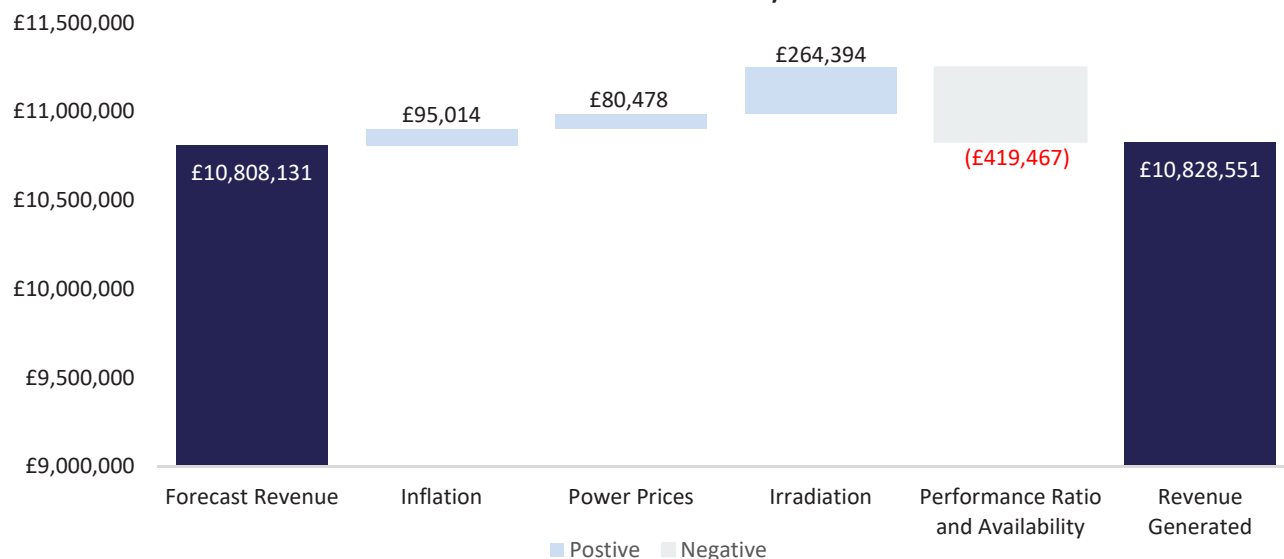 £11,500,000
£11,000,000
£10,500,000
£10,000,000
£9,500,000
£9,000,000
£10,808,131
£95,014
£80,478
£264,394
(£419,467)
£10,828,551
Forecast Revenue
Inflation
Power Prices
Irradiation
Performance Ratio
and Availability
Revenue
Generated
Postive
Negative